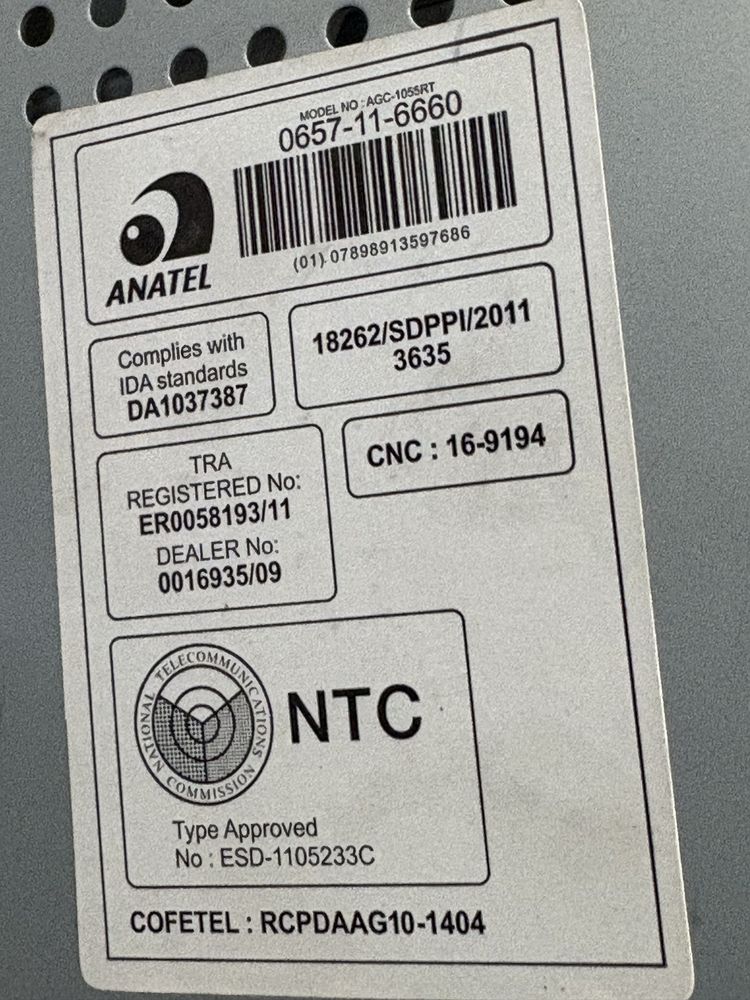 MODEL NO : AGC-1055RT
0657-11-6660
(01) 07898913597686
ANATEL
Complies with
IDA standards
DA1037387
18262/SDPPI/2011
3635
TRA
REGISTERED No:
ER0058193/11
DEALER No:
0016935/09
CNC : 16-9194
NATIONAL TELECOMMUNICATIONS COMMISSION
NTC
Type Approved
No : ESD-1105233C
COFETEL : RCPDAAG10-1404